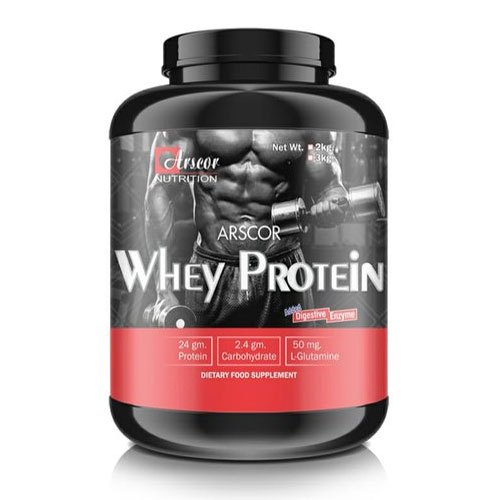 Arscor
NUTRITION
Net Wt. 2kg.
3kg.
ARSCOR
WHEY PROTEiN
Added
Digestive Enzyme
24 gm.
Protein
2.4 gm.
Carbohydrate
50 mg.
L-Glutamine
DIETARY FOOD SUPPLEMENT